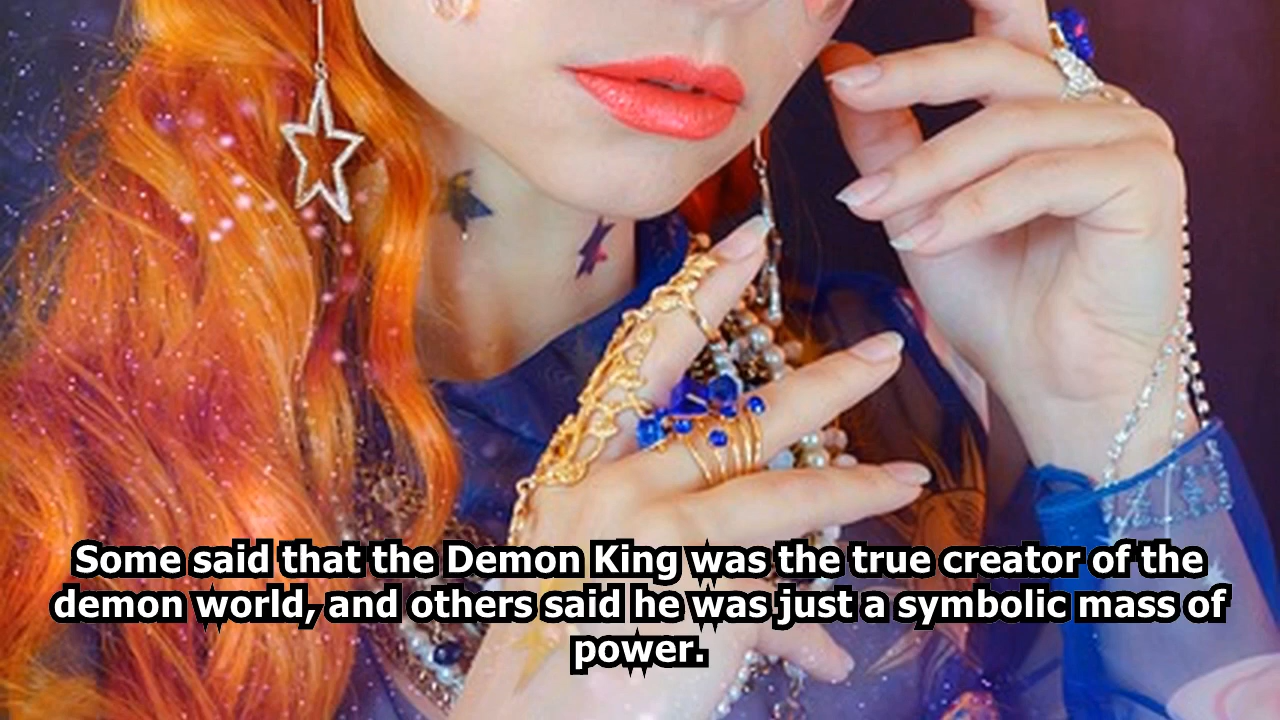 Some said that the Demon King was the true creator of the
demon world, and others said he was just a symbolic mass of
power.